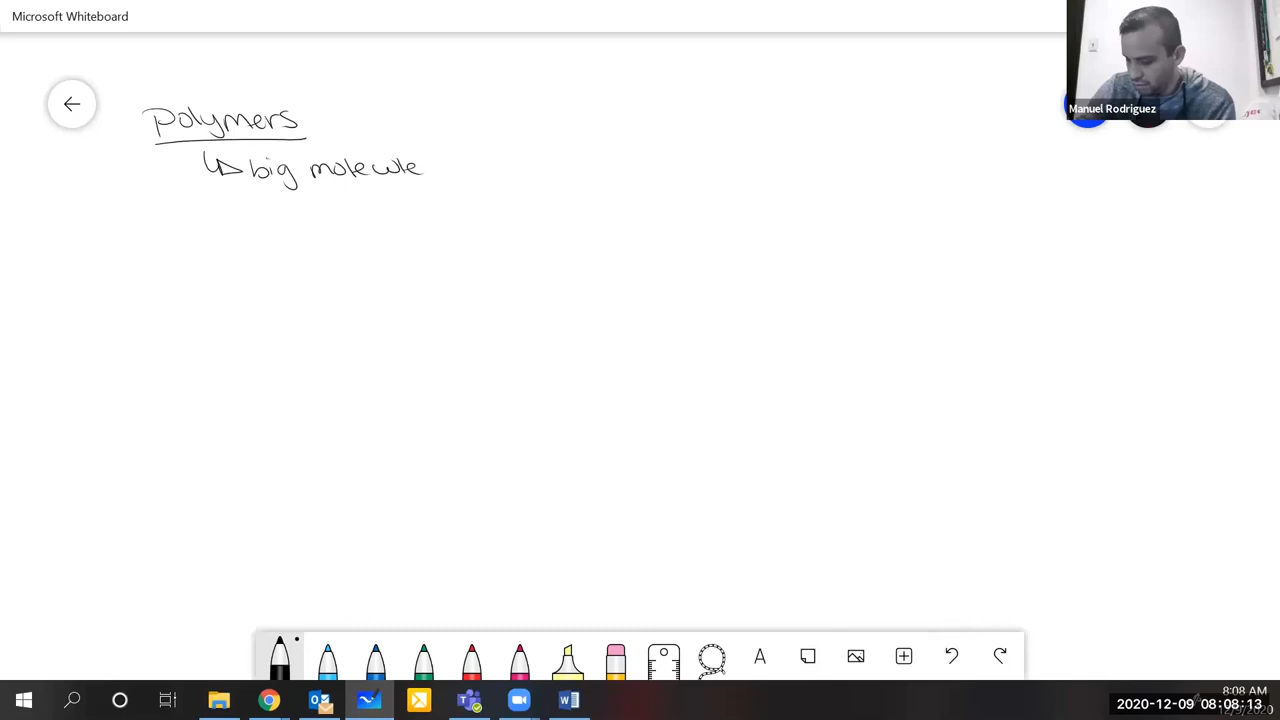 Microsoft Whiteboard
Manuel Rodriguez
Polymers
big molecule
A
8:08 AM
2020-12-09 08:08:13